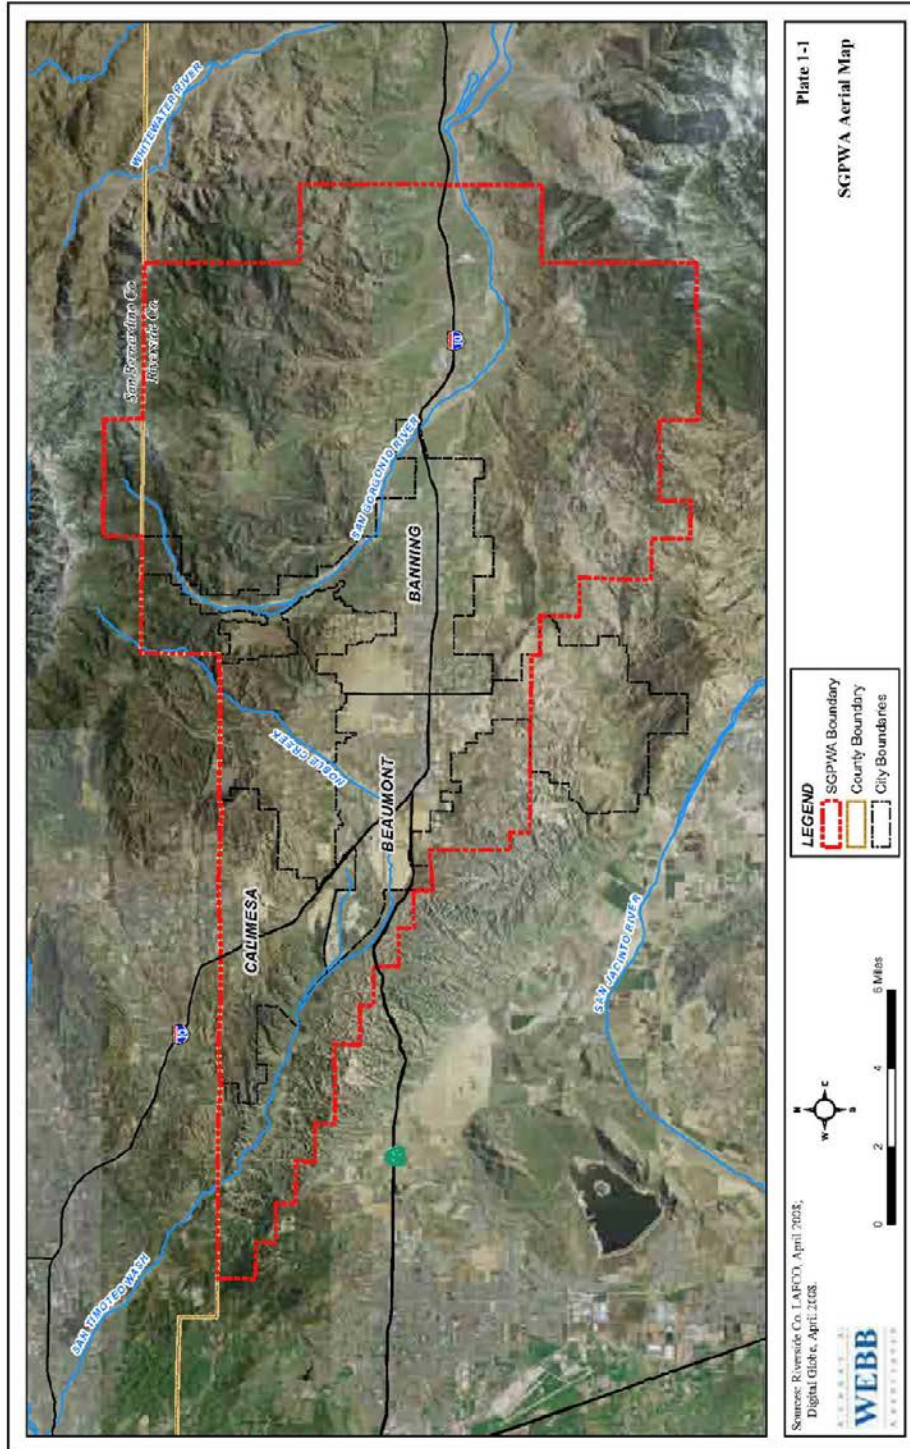 WHITEWATER RIVER
San Bernardino Co.
Riverside Co.
SAN GORGONIO RIVER
10
BANNING
NOBLE CREEK
BEAUMONT
CALIMESA
10
SAN TIMOTEO WASH
SAN JACINTO RIVER
Plate 1-1
SGPWA Aerial Map
LEGEND
SGPWA Boundary
County Boundary
City Boundaries
N
W
E
S
0
2
4
6 Miles
Sources: Riverside Co. LAFCO, April 2008;
Digital Globe, April 2008.
ALBERT A.
WEBB
ASSOCIATES